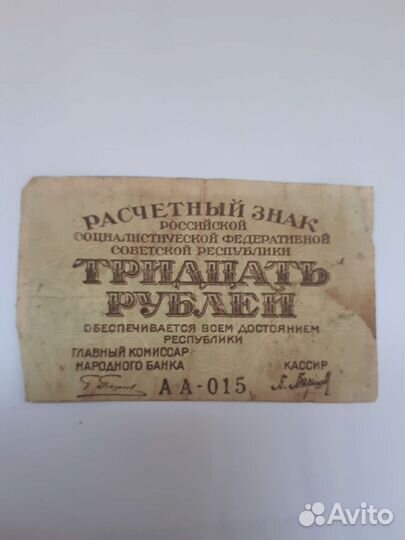 РАСЧЕТНЫЙ ЗНАК
РОССИЙСКОЙ
СОЦИАЛИСТИЧЕСКОЙ ФЕДЕРАТИВНОЙ
СОВЕТСКОЙ РЕСПУБЛИКИ
ТРИДЦАТЬ
РУБЛЕЙ
ОБЕСПЕЧИВАЕТСЯ ВСЕМ ДОСТОЯНИЕМ
РЕСПУБЛИКИ
ГЛАВНЫЙ КОМИССАР
НАРОДНОГО БАНКА
КАССИР
АА-015
Avito